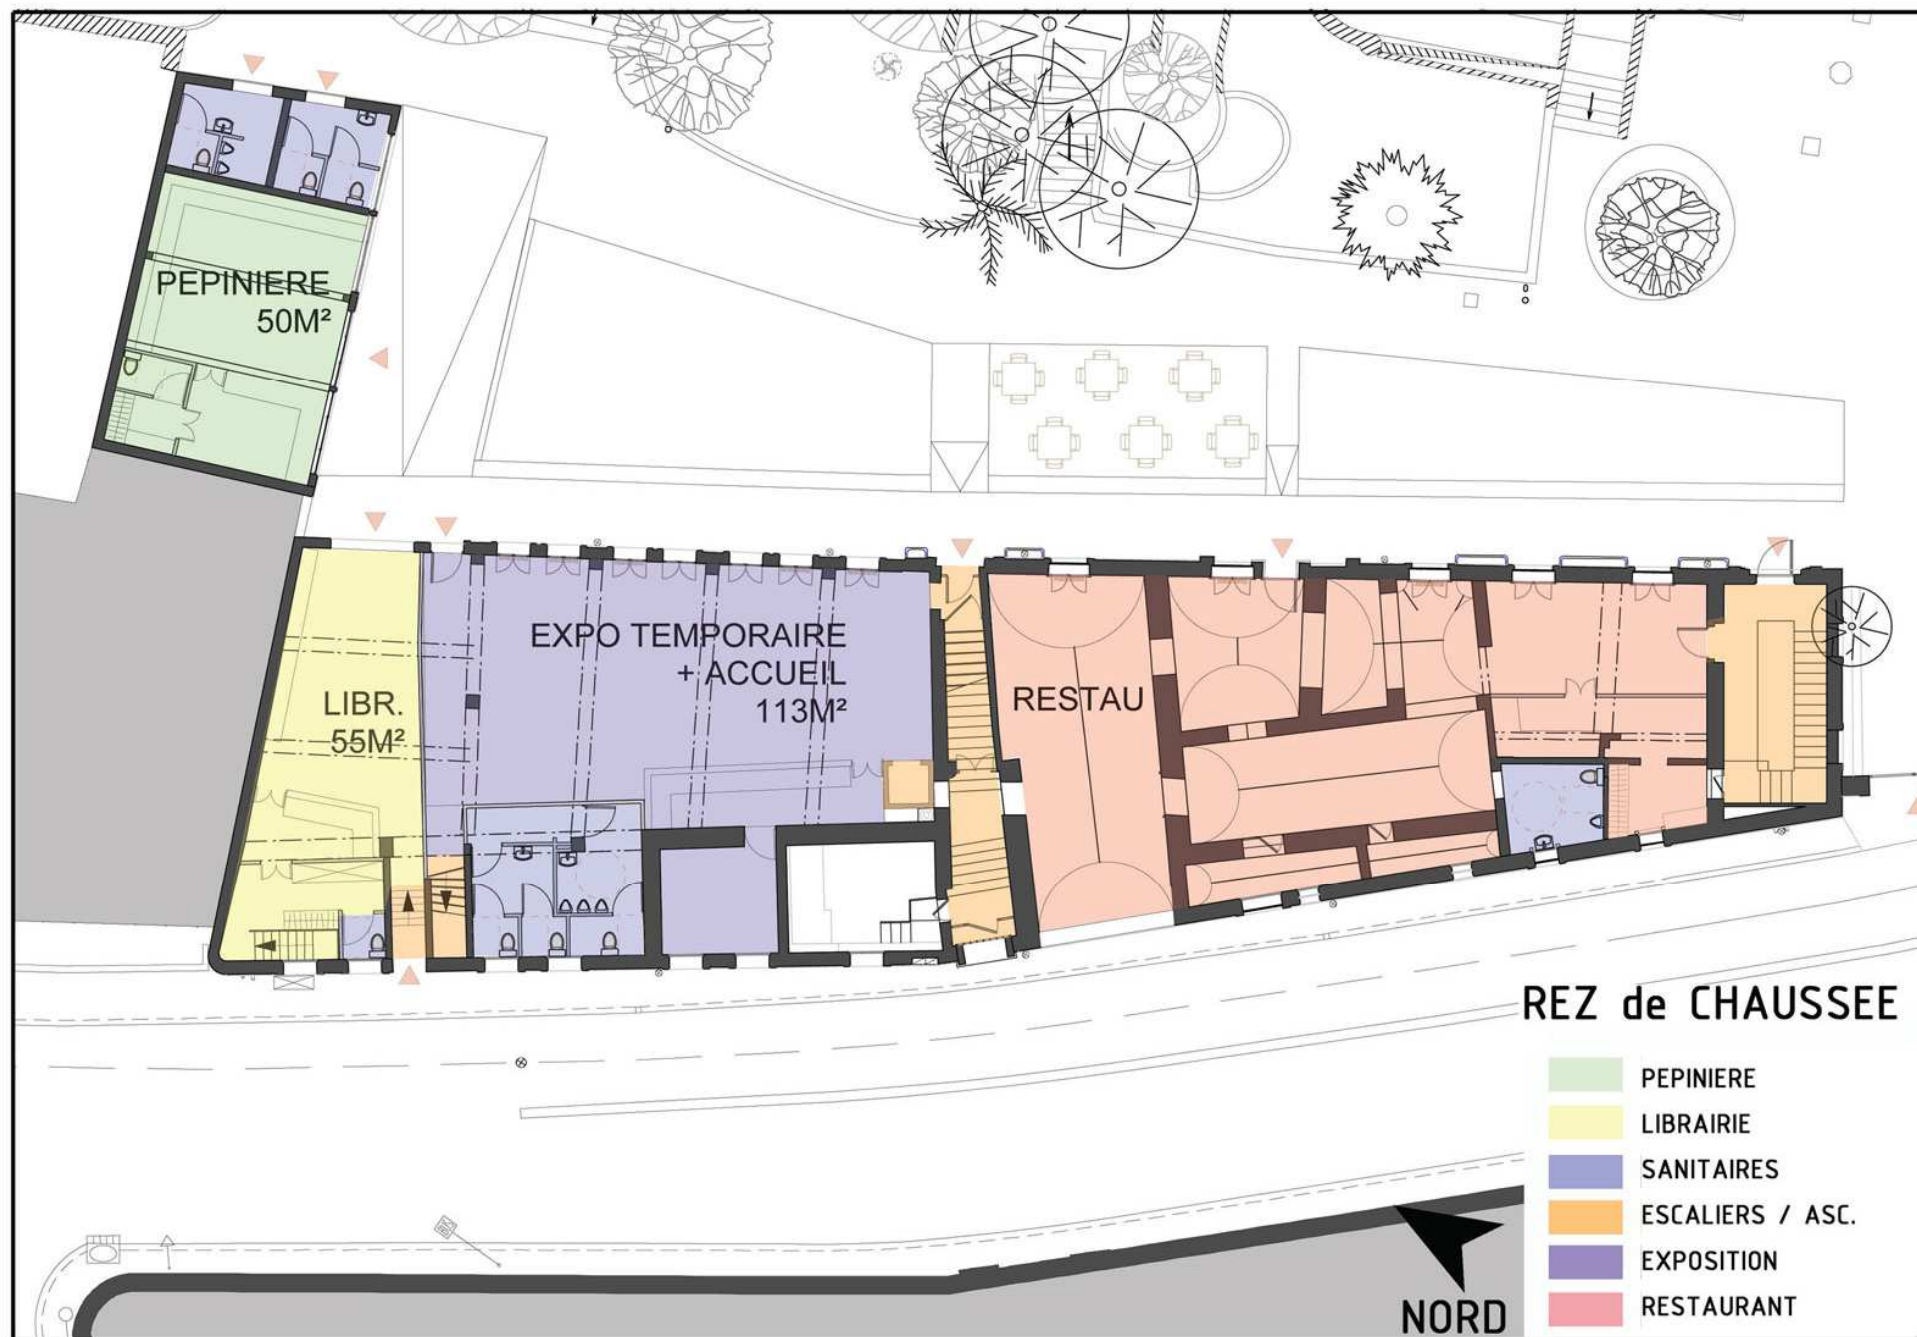 PEPINIERE
50M²
EXPO TEMPORAIRE
+ ACCUEIL
113M²
LIBR.
55M²
RESTAU
REZ de CHAUSSEE
PEPINIERE
LIBRAIRIE
SANITAIRES
ESCALIERS / ASC.
EXPOSITION
RESTAURANT
NORD